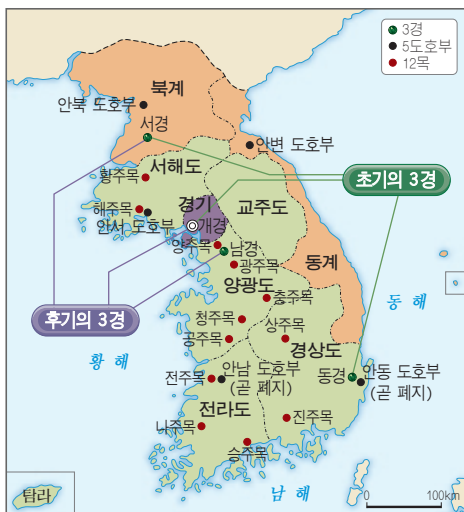 3경
5도호부
12목
북계
안북 도호부
서경
안변 도호부
서해도
황주목
초기의 3경
경기
교주도
해주목
안서 도호부
개경
양주목
남경
광주목
동계
양광도
후기의 3경
충주목
동해
청주목
상주목
황해
공주목
경상도
전주목
안남 도호부
(곧 폐지)
동경
안동 도호부
(곧 폐지)
전라도
나주목
진주목
승주목
탐라
남해
0 100km